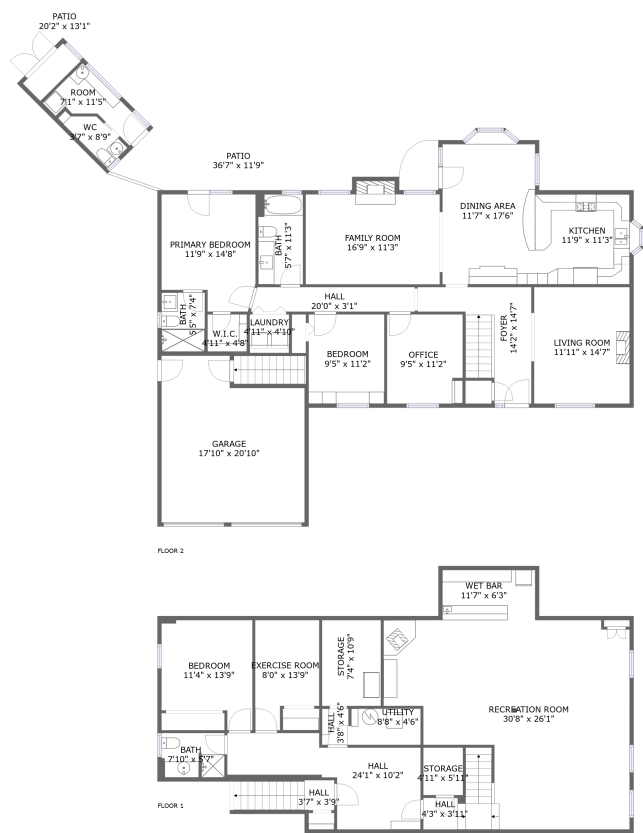 PATIO
20'2" x 13'1"
ROOM
7'1" x 11'5"
WC
3'7" x 8'9"
PATIO
36'7" x 11'9"
DINING AREA
11'7" x 17'6"
KITCHEN
11'9" x 11'3"
PRIMARY BEDROOM
11'9" x 14'8"
BATH
5'7" x 11'3"
FAMILY ROOM
16'9" x 11'3"
HALL
20'0" x 3'1"
BATH
5'5" x 7'4"
W.I.C.
4'11" x 4'8"
LAUNDRY
4'11" x 4'10"
BEDROOM
9'5" x 11'2"
OFFICE
9'5" x 11'2"
FOYER
14'2" x 14'7"
LIVING ROOM
11'11" x 14'7"
GARAGE
17'10" x 20'10"
FLOOR 2
WET BAR
11'7" x 6'3"
BEDROOM
11'4" x 13'9"
EXERCISE ROOM
8'0" x 13'9"
STORAGE
7'4" x 10'9"
RECREATION ROOM
30'8" x 26'1"
HALL
3'8" x 4'6"
UTILITY
8'8" x 4'6"
BATH
7'10" x 5'7"
HALL
24'1" x 10'2"
STORAGE
4'11" x 5'11"
HALL
3'7" x 3'9"
HALL
4'3" x 3'11"
FLOOR 1